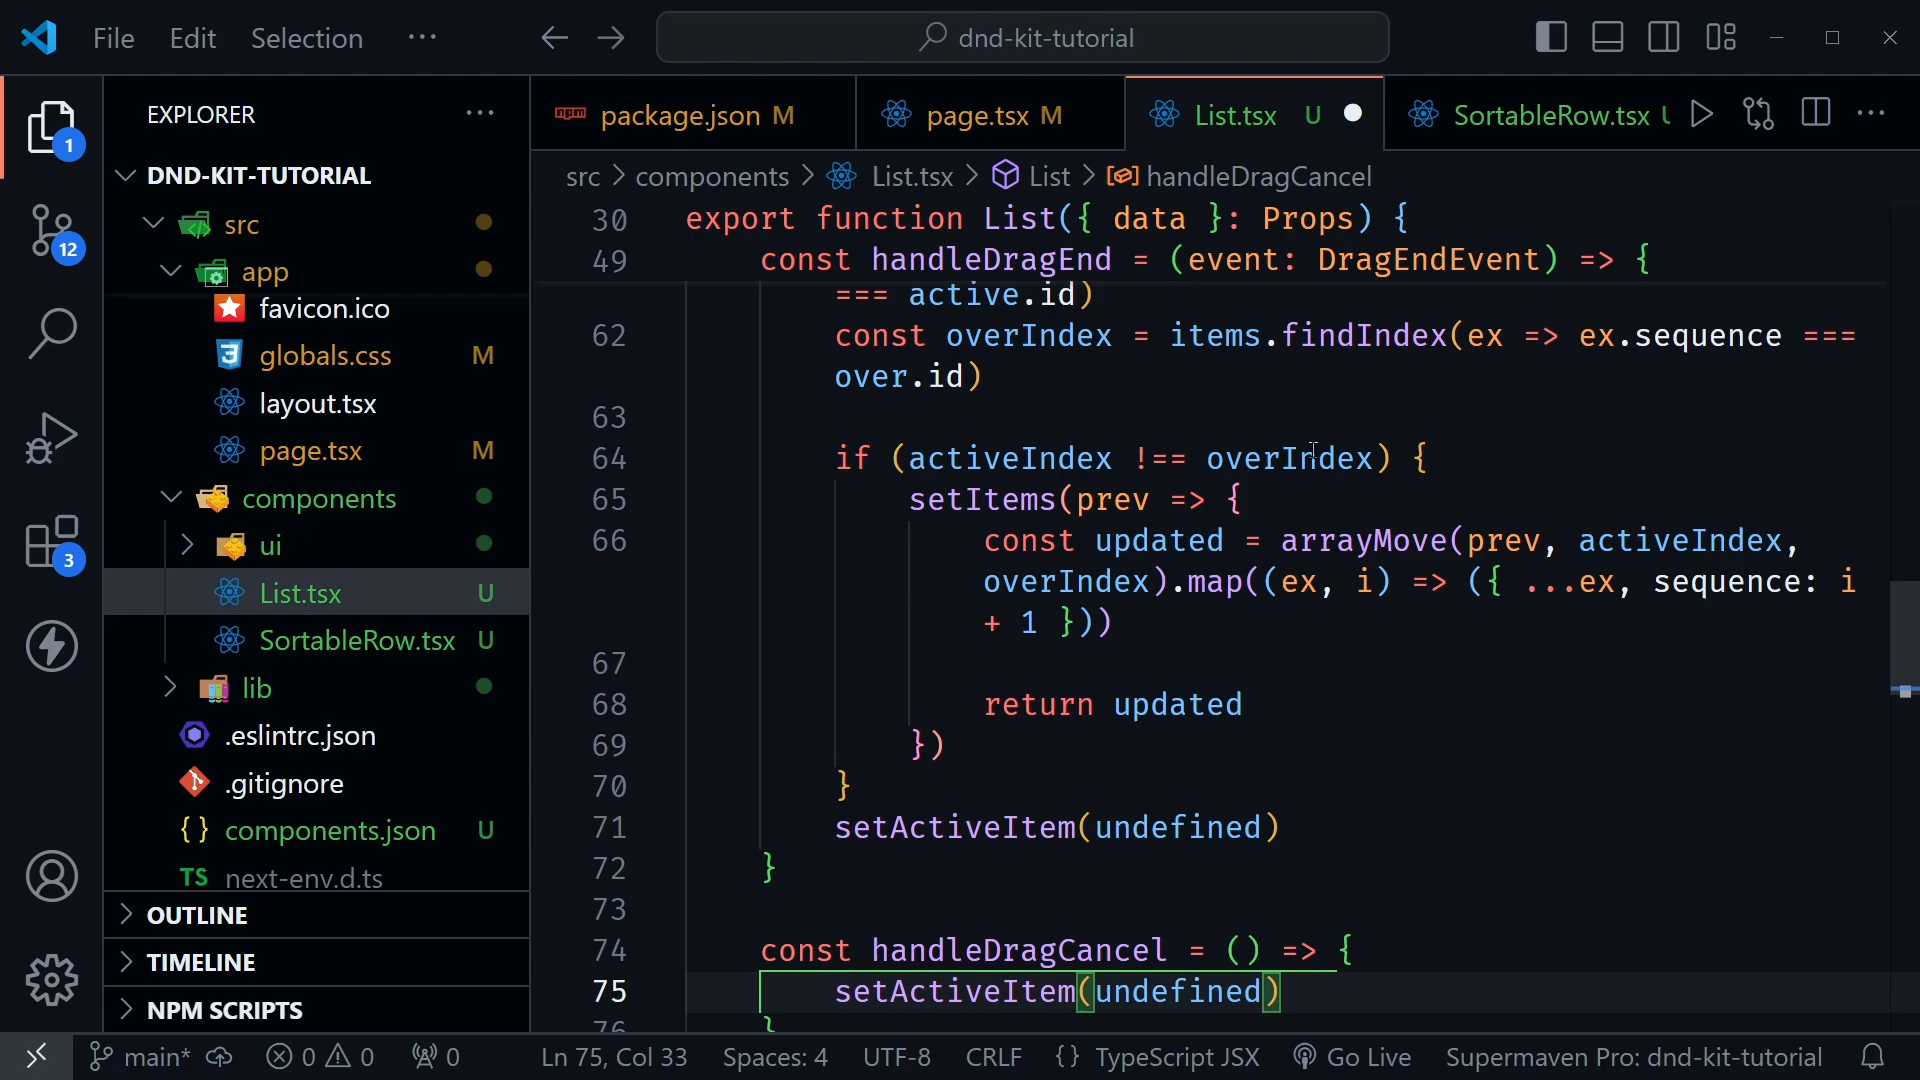 File Edit Selection ···
dnd-kit-tutorial
EXPLORER
···
1
DND-KIT-TUTORIAL
src
12
app
favicon.ico
globals.css M
layout.tsx
page.tsx M
components
ui
3
List.tsx U
SortableRow.tsx U
lib
.eslintrc.json
.gitignore
{ } components.json U
TS next-env.d.ts
OUTLINE
TIMELINE
NPM SCRIPTS
package.json M
page.tsx M
List.tsx U
SortableRow.tsx U
···
src > components > List.tsx > List > handleDragCancel
30 export function List({ data }: Props) {
49 const handleDragEnd = (event: DragEndEvent) => {
=== active.id)
62 const overIndex = items.findIndex(ex => ex.sequence ===
over.id)
63
64 if (activeIndex !== overIndex) {
65 setItems(prev => {
66 const updated = arrayMove(prev, activeIndex,
overIndex).map((ex, i) => ({ ...ex, sequence: i
+ 1 }))
67
68 return updated
69 })
70 }
71 setActiveItem(undefined)
72 }
73
74 const handleDragCancel = () => {
75 setActiveItem(undefined)
76 }
main* 0 0 0 Ln 75, Col 33 Spaces: 4 UTF-8 CRLF { } TypeScript JSX Go Live Supermaven Pro: dnd-kit-tutorial